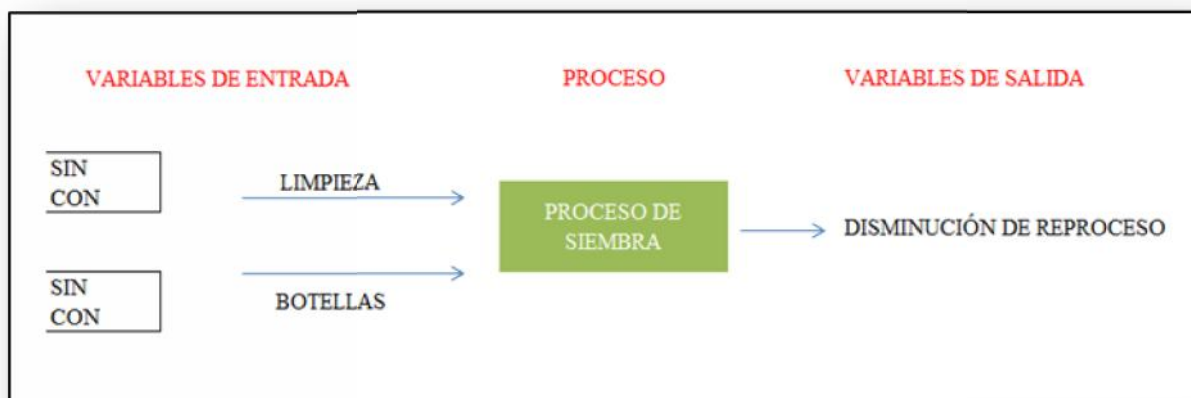 VARIABLES DE ENTRADA
PROCESO
VARIABLES DE SALIDA
SIN
CON
LIMPIEZA
PROCESO DE
SIEMBRA
DISMINUCIÓN DE REPROCESO
SIN
CON
BOTELLAS